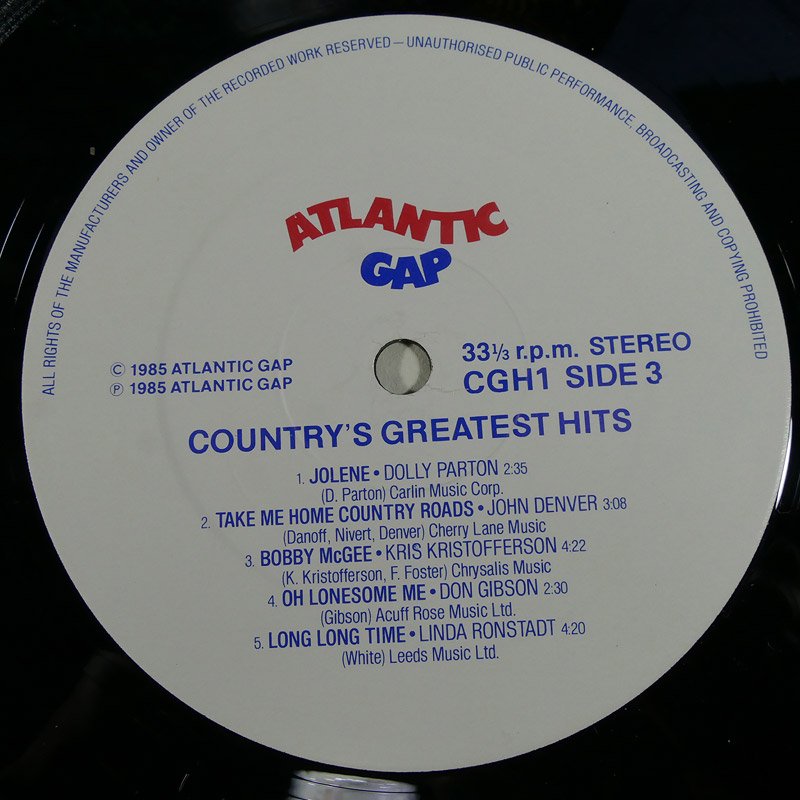 ALL RIGHTS OF THE MANUFACTURERS AND OWNER OF THE RECORDED WORK RESERVED — UNAUTHORISED PUBLIC PERFORMANCE, BROADCASTING AND COPYING PROHIBITED
ATLANTIC
GAP
© 1985 ATLANTIC GAP
℗ 1985 ATLANTIC GAP
33⅓ r.p.m. STEREO
CGH1 SIDE 3
COUNTRY'S GREATEST HITS
1. JOLENE • DOLLY PARTON 2:35
(D. Parton) Carlin Music Corp.
2. TAKE ME HOME COUNTRY ROADS • JOHN DENVER 3:08
(Danoff, Nivert, Denver) Cherry Lane Music
3. BOBBY McGEE • KRIS KRISTOFFERSON 4:22
(K. Kristofferson, F. Foster) Chrysalis Music
4. OH LONESOME ME • DON GIBSON 2:30
(Gibson) Acuff Rose Music Ltd.
5. LONG LONG TIME • LINDA RONSTADT 4:20
(White) Leeds Music Ltd.